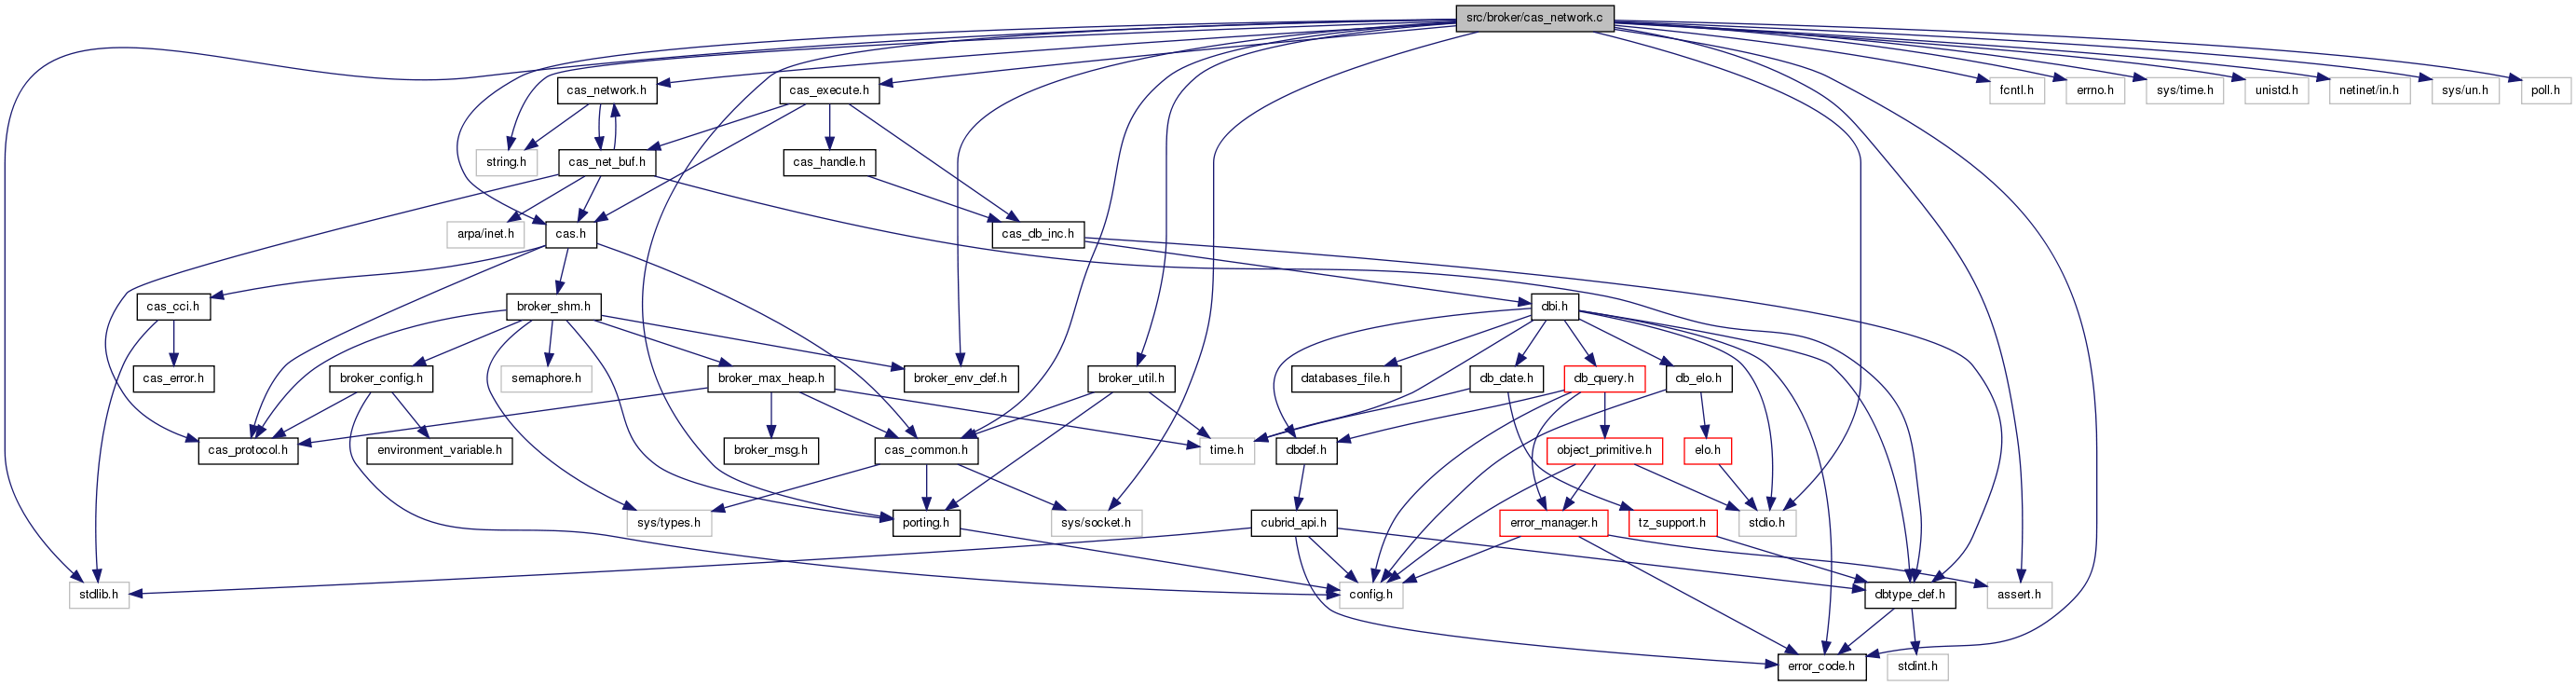 src/broker/cas_network.c
cas_network.h
cas_execute.h
fcntl.h
errno.h
sys/time.h
unistd.h
netinet/in.h
sys/un.h
poll.h
string.h
cas_net_buf.h
cas_handle.h
arpa/inet.h
cas.h
cas_db_inc.h
cas_cci.h
broker_shm.h
dbi.h
cas_error.h
broker_config.h
semaphore.h
broker_max_heap.h
broker_env_def.h
broker_util.h
databases_file.h
db_date.h
db_query.h
db_elo.h
cas_protocol.h
environment_variable.h
broker_msg.h
cas_common.h
time.h
dbdef.h
object_primitive.h
elo.h
sys/types.h
porting.h
sys/socket.h
cubrid_api.h
error_manager.h
tz_support.h
stdio.h
stdlib.h
config.h
dbtype_def.h
assert.h
error_code.h
stdint.h